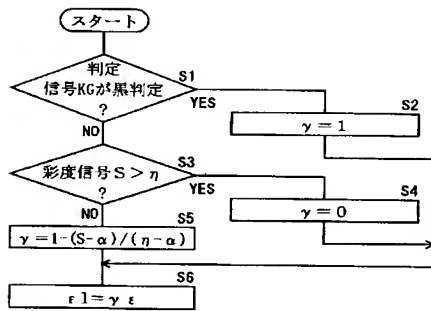 スタート
判定
信号KGが黒判定
?
S1
YES
NO
S2
γ=1
彩度信号S>η
?
S3
YES
NO
S4
γ=0
S5
γ=1-(S-α)/(η-α)
S6
ε1=γε